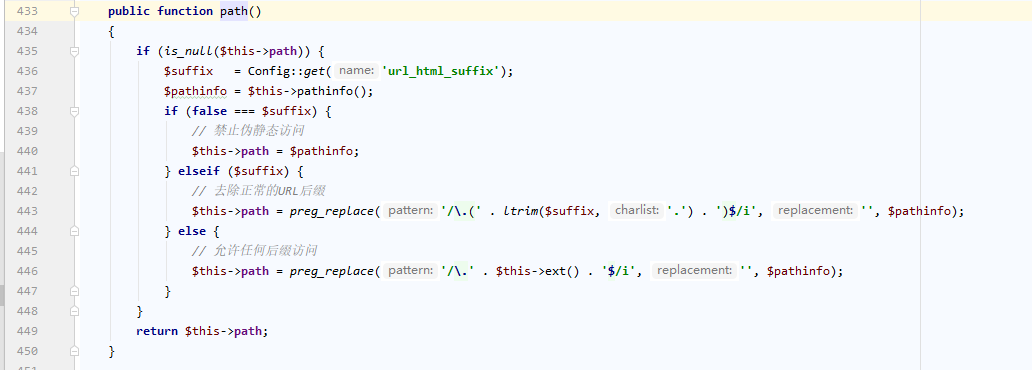 433 public function path()
434 {
435 if (is_null($this->path)) {
436 $suffix   = Config::get( name: 'url_html_suffix');
437 $pathinfo = $this->pathinfo();
438 if (false === $suffix) {
439 // 禁止伪静态访问
440 $this->path = $pathinfo;
441 } elseif ($suffix) {
442 // 去除正常的URL后缀
443 $this->path = preg_replace( pattern: '/\.(' . ltrim($suffix, charlist: '.') . ')$/i', replacement: '', $pathinfo);
444 } else {
445 // 允许任何后缀访问
446 $this->path = preg_replace( pattern: '/\.' . $this->ext() . '$/i', replacement: '', $pathinfo);
447 }
448 }
449 return $this->path;
450 }